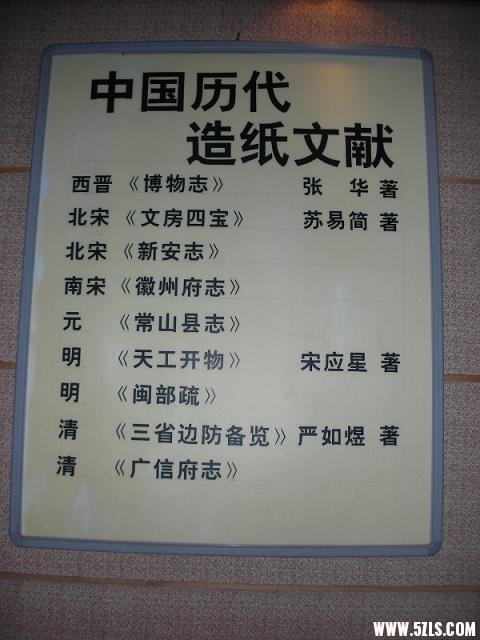 中国历代
造纸文献
西晋 《博物志》 张 华 著
北宋 《文房四宝》 苏易简 著
北宋 《新安志》
南宋 《徽州府志》
元 《常山县志》
明 《天工开物》 宋应星 著
明 《闽部疏》
清 《三省边防备览》 严如煜 著
清 《广信府志》
WWW.5ZLS.COM